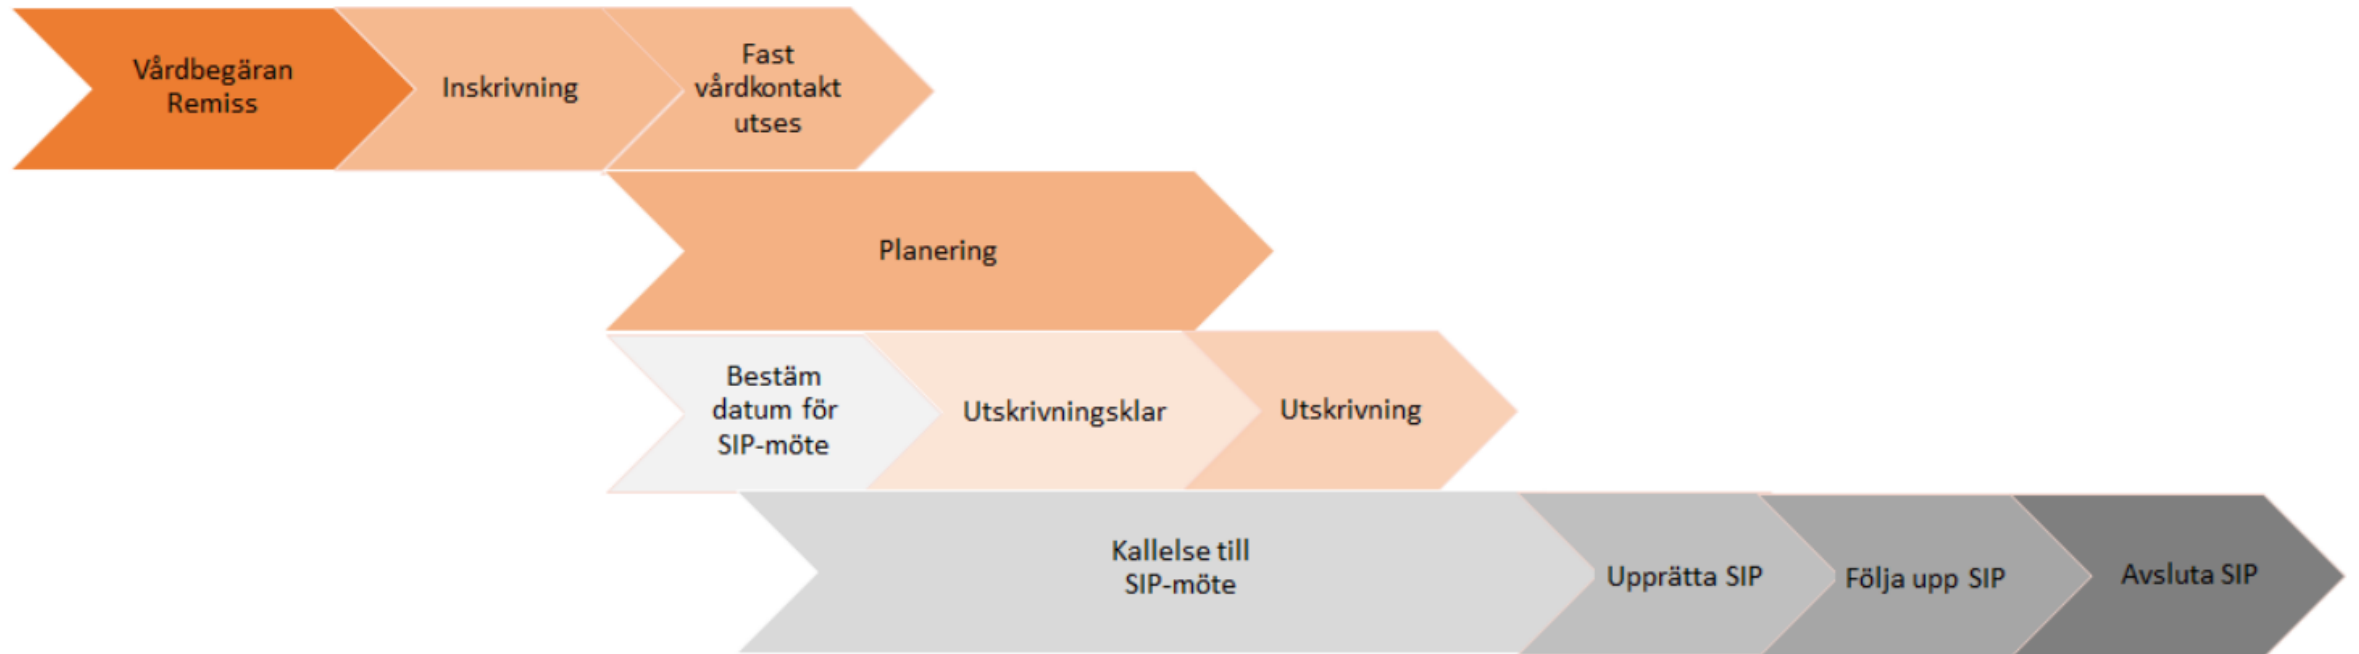 Vårdbegäran
Remiss
Inskrivning
Fast
vårdkontakt
utses
Planering
Bestäm
datum för
SIP-möte
Utskrivningsklar
Utskrivning
Kallelse till
SIP-möte
Upprätta SIP
Följa upp SIP
Avsluta SIP